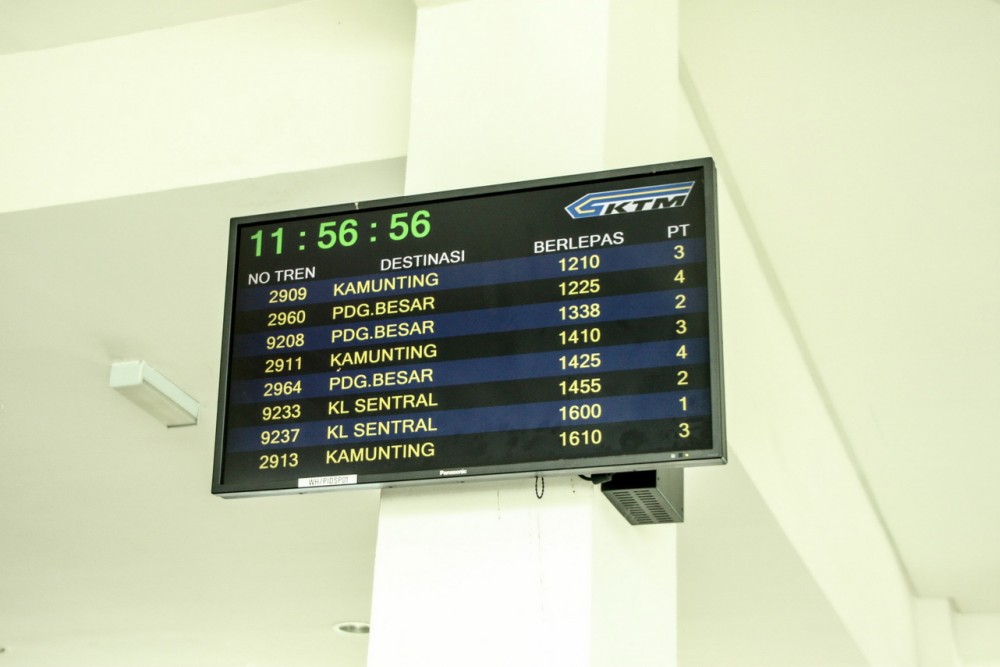 11 : 56 : 56
KTM
NO TREN DESTINASI BERLEPAS PT
2909 KAMUNTING 1210 3
2960 PDG.BESAR 1225 4
9208 PDG.BESAR 1338 2
2911 KAMUNTING 1410 3
2964 PDG.BESAR 1425 4
9233 KL SENTRAL 1455 2
9237 KL SENTRAL 1600 1
2913 KAMUNTING 1610 3
Panasonic